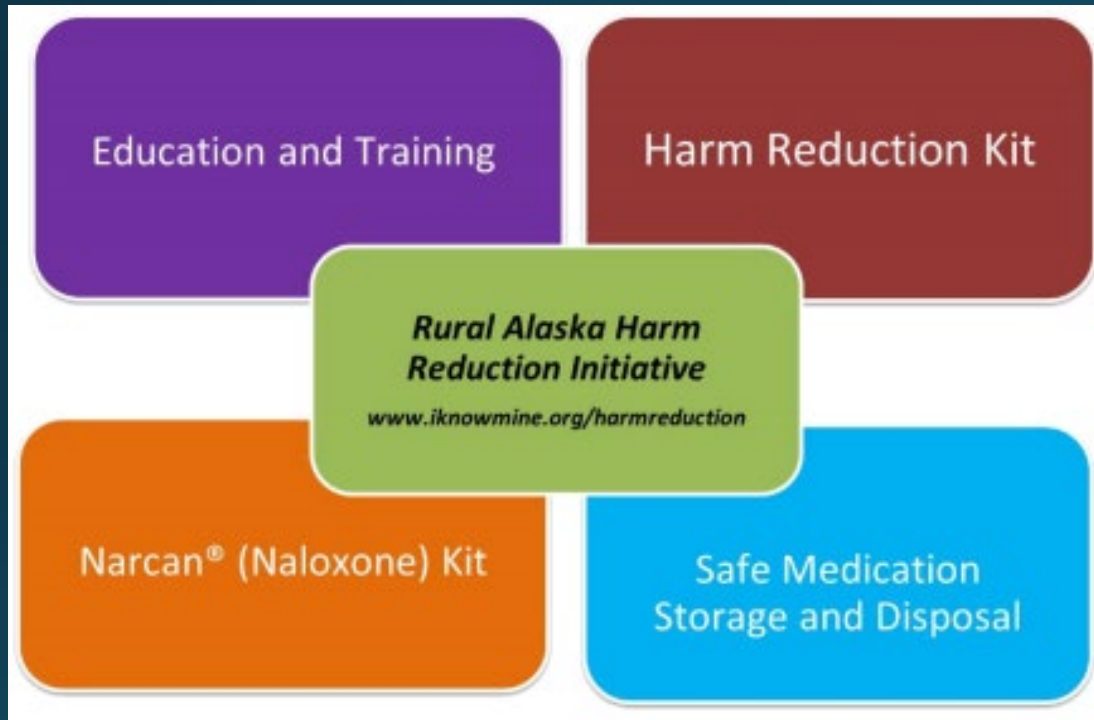 Education and Training
Harm Reduction Kit
Rural Alaska Harm
Reduction Initiative
www.iknowmine.org/harmreduction
Narcan® (Naloxone) Kit
Safe Medication
Storage and Disposal